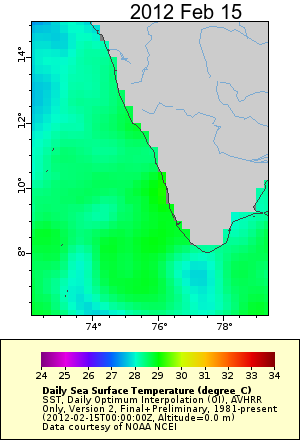 2012 Feb 15
14°
12°
10°
8°
74° 76° 78°
24 25 26 27 28 29 30 31 32 33 34
Daily Sea Surface Temperature (degree_C)
SST, Daily Optimum Interpolation (OI), AVHRR
Only, Version 2, Final+Preliminary, 1981-present
(2012-02-15T00:00:00Z, Altitude=0.0 m)
Data courtesy of NOAA NCEI